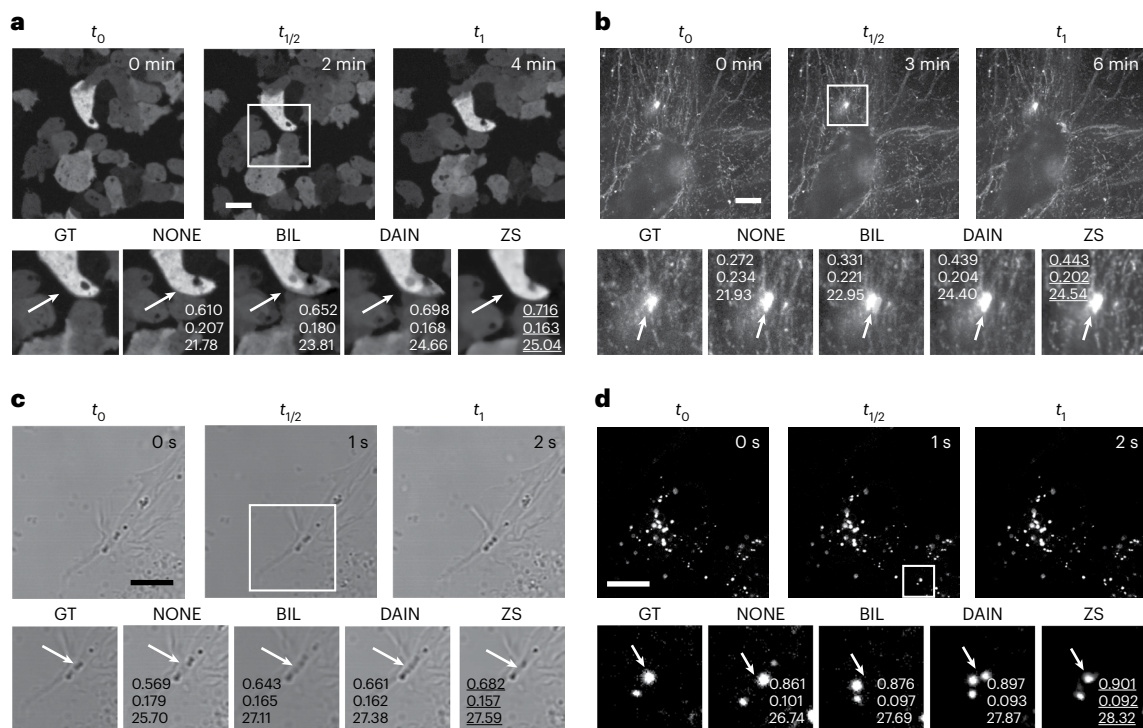 a
t0 t1/2 t1
0 min 2 min 4 min
GT NONE BIL DAIN ZS
0.610 0.652 0.698 0.716
0.207 0.180 0.168 0.163
21.78 23.81 24.66 25.04
b
t0 t1/2 t1
0 min 3 min 6 min
GT NONE BIL DAIN ZS
0.272 0.331 0.439 0.443
0.234 0.221 0.204 0.202
21.93 22.95 24.40 24.54
c
t0 t1/2 t1
0 s 1 s 2 s
GT NONE BIL DAIN ZS
0.569 0.643 0.661 0.682
0.179 0.165 0.162 0.157
25.70 27.11 27.38 27.59
d
t0 t1/2 t1
0 s 1 s 2 s
GT NONE BIL DAIN ZS
0.861 0.876 0.897 0.901
0.101 0.097 0.093 0.092
26.74 27.69 27.87 28.32